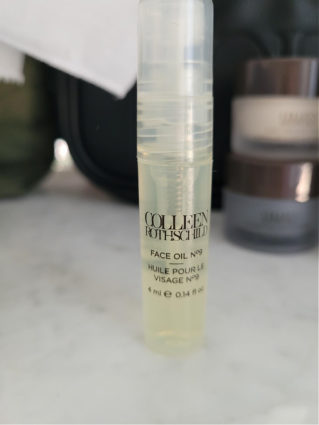 COLLEEN
ROTHSCHILD
FACE OIL Nº9
HUILE POUR LE
VISAGE Nº9
4 ml ℮ 0.14 fl oz